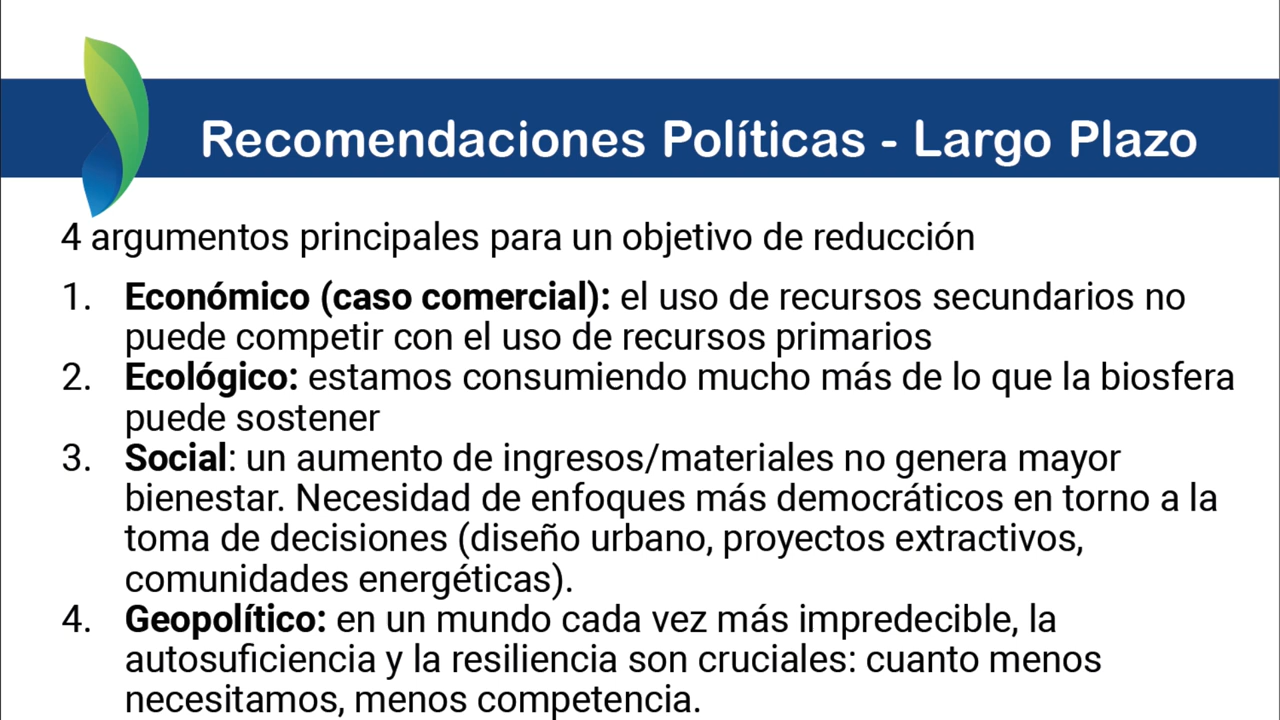 Recomendaciones Políticas - Largo Plazo
4 argumentos principales para un objetivo de reducción
1. Económico (caso comercial): el uso de recursos secundarios no
puede competir con el uso de recursos primarios
2. Ecológico: estamos consumiendo mucho más de lo que la biosfera
puede sostener
3. Social: un aumento de ingresos/materiales no genera mayor
bienestar. Necesidad de enfoques más democráticos en torno a la
toma de decisiones (diseño urbano, proyectos extractivos,
comunidades energéticas).
4. Geopolítico: en un mundo cada vez más impredecible, la
autosuficiencia y la resiliencia son cruciales: cuanto menos
necesitamos, menos competencia.